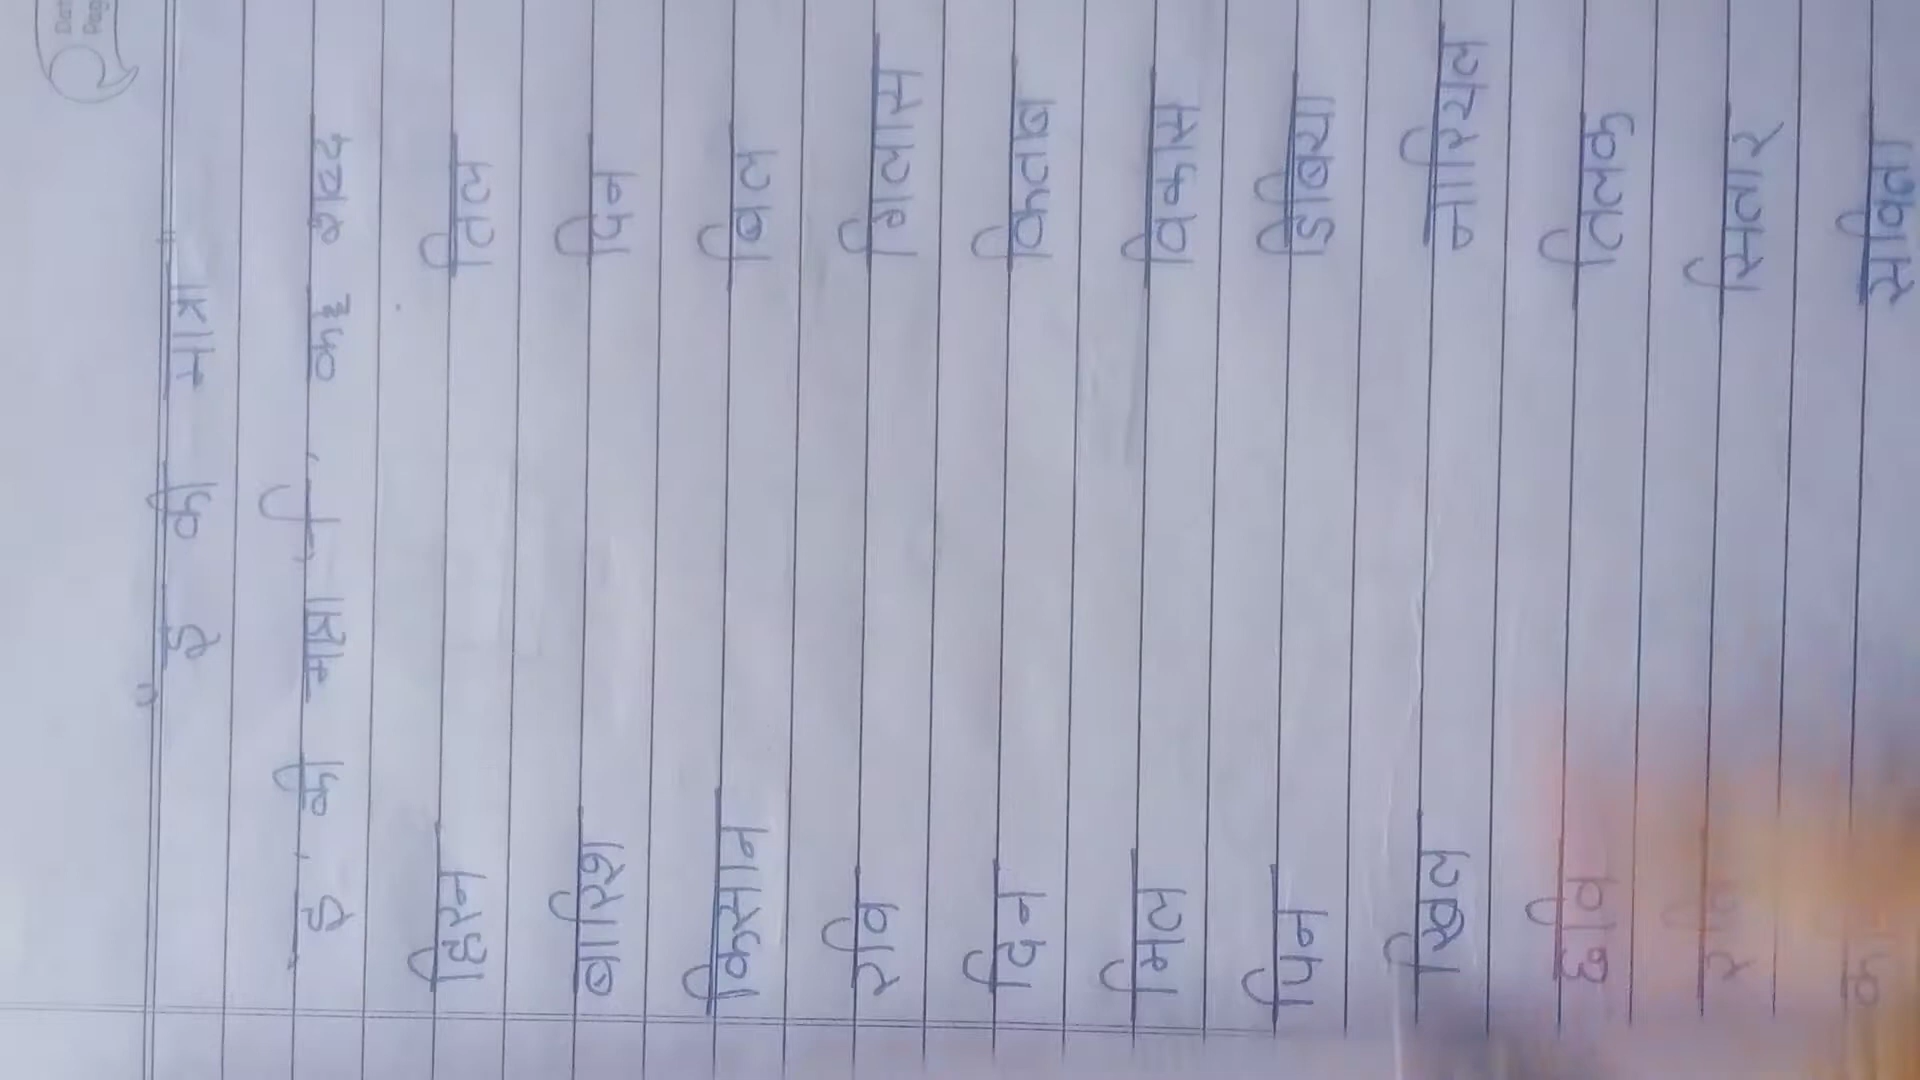 "इ की मात्रा"
'इ' की मात्रा 'ि' के शब्द
हिरन तिल
बारिश दिन
किसान बिल
रवि गिलास
दिन किताब
मिल विकास
पिन डिबिया
खिल नारियल
छवि तिलक
सितार
सविता